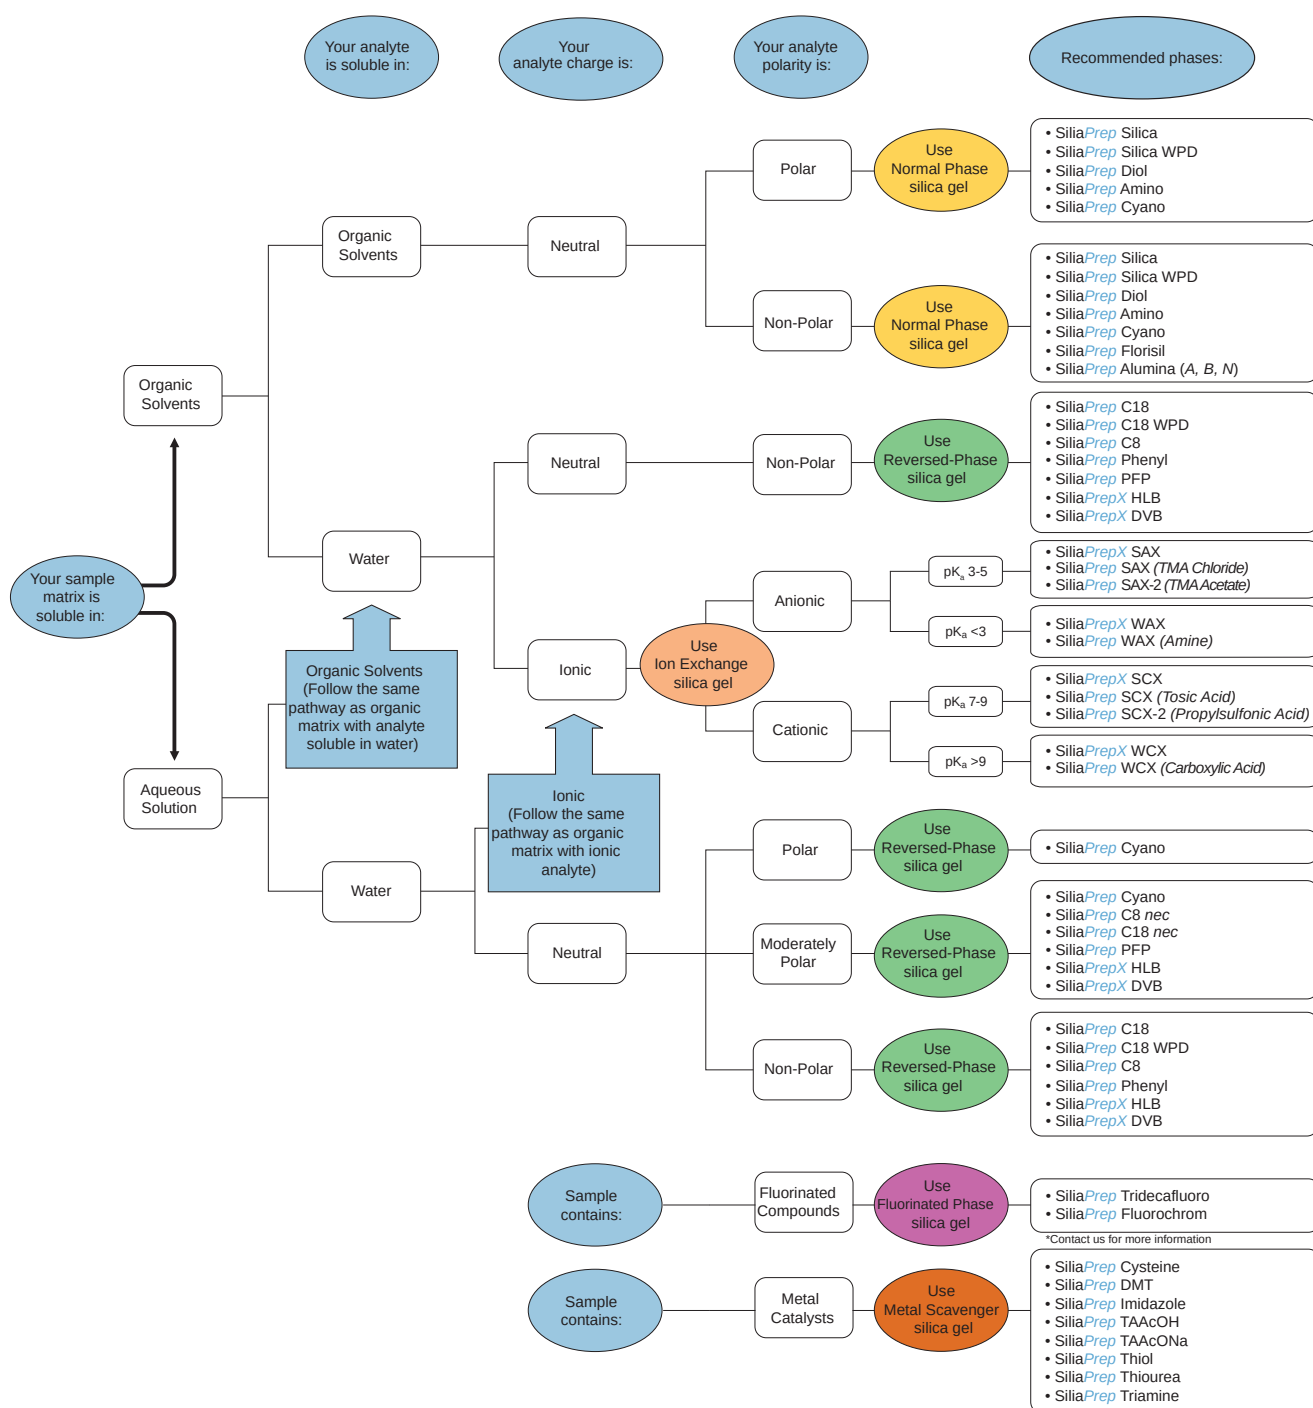 Your analyte
is soluble in:
Your
analyte charge is:
Your analyte
polarity is:
Recommended phases:
Polar
Use
Normal Phase
silica gel
• SiliaPrep Silica
• SiliaPrep Silica WPD
• SiliaPrep Diol
• SiliaPrep Amino
• SiliaPrep Cyano
Organic
Solvents
Neutral
Non-Polar
Use
Normal Phase
silica gel
• SiliaPrep Silica
• SiliaPrep Silica WPD
• SiliaPrep Diol
• SiliaPrep Amino
• SiliaPrep Cyano
• SiliaPrep Florisil
• SiliaPrep Alumina (A, B, N)
Organic
Solvents
Neutral
Non-Polar
Use
Reversed-Phase
silica gel
• SiliaPrep C18
• SiliaPrep C18 WPD
• SiliaPrep C8
• SiliaPrep Phenyl
• SiliaPrep PFP
• SiliaPrepX HLB
• SiliaPrepX DVB
Water
Your sample
matrix is
soluble in:
Anionic
pKa 3-5
• SiliaPrepX SAX
• SiliaPrep SAX (TMA Chloride)
• SiliaPrep SAX-2 (TMA Acetate)
pKa <3
• SiliaPrepX WAX
• SiliaPrep WAX (Amine)
Ionic
Use
Ion Exchange
silica gel
Organic Solvents
(Follow the same
pathway as organic
matrix with analyte
soluble in water)
Cationic
pKa 7-9
• SiliaPrepX SCX
• SiliaPrep SCX (Tosic Acid)
• SiliaPrep SCX-2 (Propylsulfonic Acid)
pKa >9
• SiliaPrepX WCX
• SiliaPrep WCX (Carboxylic Acid)
Aqueous
Solution
Ionic
(Follow the same
pathway as organic
matrix with ionic
analyte)
Polar
Use
Reversed-Phase
silica gel
• SiliaPrep Cyano
Water
Neutral
Moderately
Polar
Use
Reversed-Phase
silica gel
• SiliaPrep Cyano
• SiliaPrep C8 nec
• SiliaPrep C18 nec
• SiliaPrep PFP
• SiliaPrepX HLB
• SiliaPrepX DVB
Non-Polar
Use
Reversed-Phase
silica gel
• SiliaPrep C18
• SiliaPrep C18 WPD
• SiliaPrep C8
• SiliaPrep Phenyl
• SiliaPrepX HLB
• SiliaPrepX DVB
Sample
contains:
Fluorinated
Compounds
Use
Fluorinated Phase
silica gel
• SiliaPrep Tridecafluoro
• SiliaPrep Fluorochrom
*Contact us for more information
Sample
contains:
Metal
Catalysts
Use
Metal Scavenger
silica gel
• SiliaPrep Cysteine
• SiliaPrep DMT
• SiliaPrep Imidazole
• SiliaPrep TAAcOH
• SiliaPrep TAAcONa
• SiliaPrep Thiol
• SiliaPrep Thiourea
• SiliaPrep Triamine